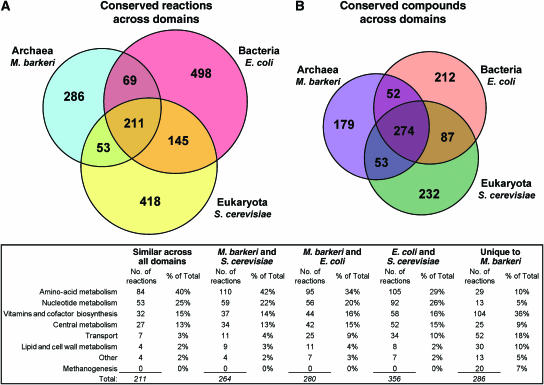 A
Conserved reactions
across domains
Archaea
M. barkeri
Bacteria
E. coli
286
69
498
211
53
145
418
Eukaryota
S. cerevisiae
B
Conserved compounds
across domains
Archaea
M. barkeri
Bacteria
E. coli
212
52
179
274
87
53
232
Eukaryota
S. cerevisiae
Similar across all domains M. barkeri and S. cerevisiae M. barkeri and E. coli E. coli and S. cerevisiae Unique to M. barkeri
No. of reactions % of Total No. of reactions % of Total No. of reactions % of Total No. of reactions % of Total No. of reactions % of Total
Amino-acid metabolism 84 40% 110 42% 95 34% 105 29% 29 10%
Nucleotide metabolism 53 25% 59 22% 56 20% 92 26% 13 5%
Vitamins and cofactor biosynthesis 32 15% 37 14% 44 16% 58 16% 104 36%
Central metabolism 27 13% 34 13% 42 15% 52 15% 25 9%
Transport 7 3% 11 4% 22 8% 34 10% 52 18%
Lipid and cell wall metabolism 4 2% 9 3% 11 4% 8 2% 30 10%
Other 4 2% 4 2% 7 3% 7 2% 13 5%
Methanogenesis 0 0% 0 0% 0 0% 0 0% 20 7%
Total: 211 264 280 356 286